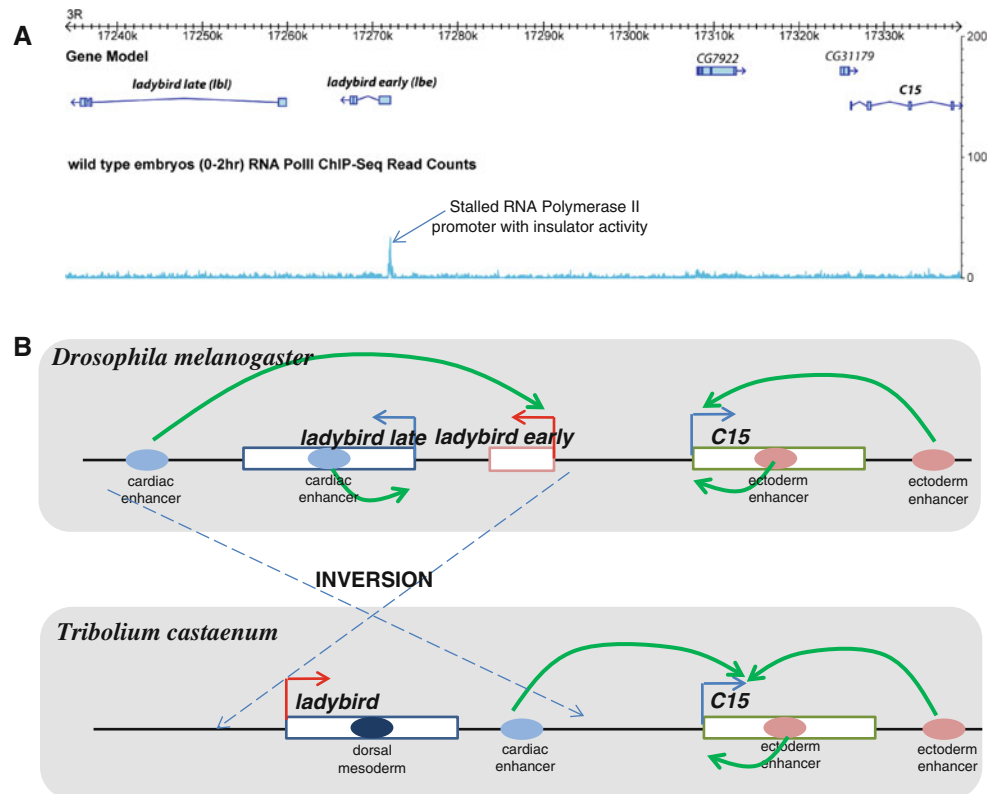 A
3R
17240k 17250k 17260k 17270k 17280k 17290k 17300k 17310k 17320k 17330k
200
Gene Model
CG7922
CG31179
ladybird late (lbl)
ladybird early (lbe)
C15
wild type embryos (0-2hr) RNA PolII ChIP-Seq Read Counts
100
Stalled RNA Polymerase II
promoter with insulator activity
0
B
Drosophila melanogaster
ladybird late
ladybird early
C15
cardiac
enhancer
cardiac
enhancer
ectoderm
enhancer
ectoderm
enhancer
INVERSION
Tribolium castaenum
ladybird
C15
dorsal
mesoderm
cardiac
enhancer
ectoderm
enhancer
ectoderm
enhancer